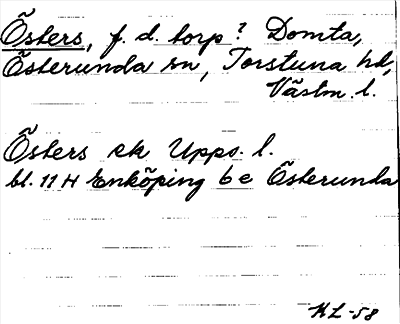 Östers, f. d. torp? Domta,
Österunda sn, Torstuna hd,
Västm. l.
Östers ek Upps. l.
bl. 11 H Enköping 6 e Österunda
KL-58